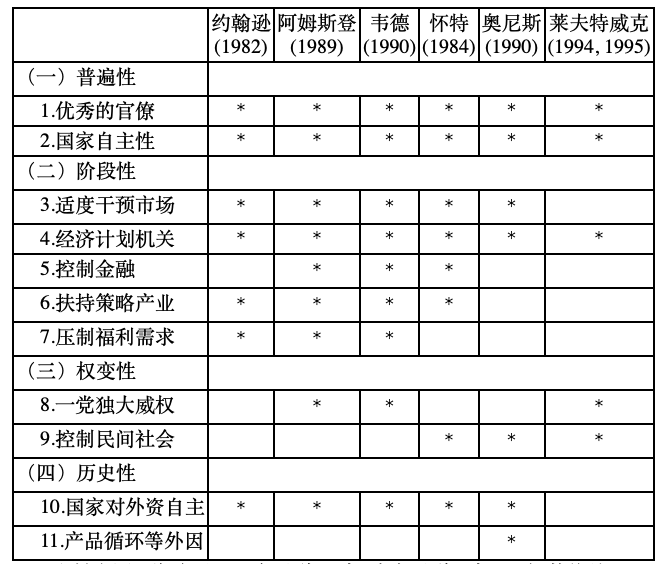 约翰逊 阿姆斯登 韦德 怀特 奥尼斯 莱夫特威克
(1982) (1989) (1990) (1984) (1990) (1994, 1995)
（一）普遍性
1.优秀的官僚 * * * * * *
2.国家自主性 * * * * * *
（二）阶段性
3.适度干预市场 * * * * *
4.经济计划机关 * * * * * *
5.控制金融 * * *
6.扶持策略产业 * * * *
7.压制福利需求 * * *
（三）权变性
8.一党独大威权 * * *
9.控制民间社会 * * *
（四）历史性
10.国家对外资自主 * * * * *
11.产品循环等外因 *